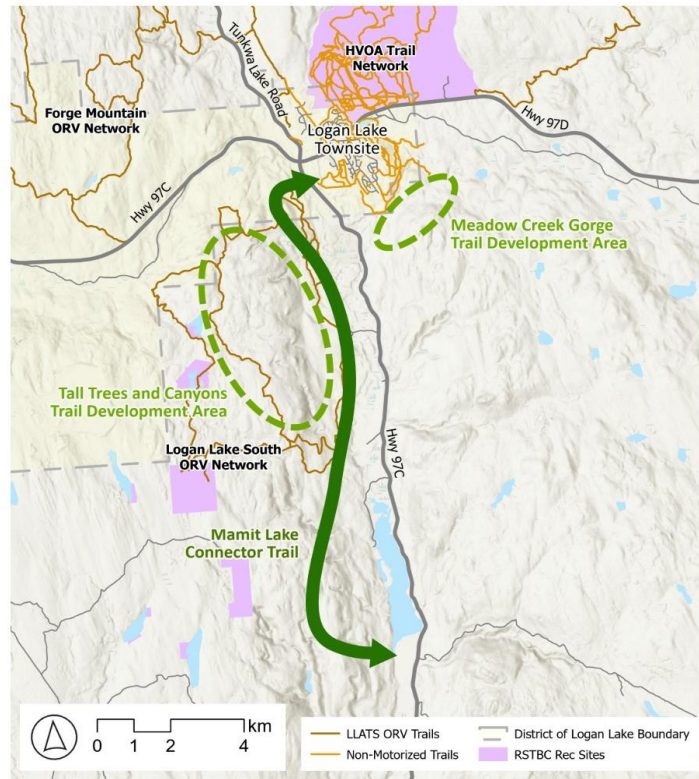 HVOA Trail
Network
Tunkwa Lake Road
Forge Mountain
ORV Network
Hwy 97D
Logan Lake
Townsite
Hwy 97C
Meadow Creek Gorge
Trail Development Area
Tall Trees and Canyons
Trail Development Area
Logan Lake South
ORV Network
Hwy 97C
Mamit Lake
Connector Trail
km
0 1 2 4
LLATS ORV Trails
Non-Motorized Trails
District of Logan Lake Boundary
RSTBC Rec Sites